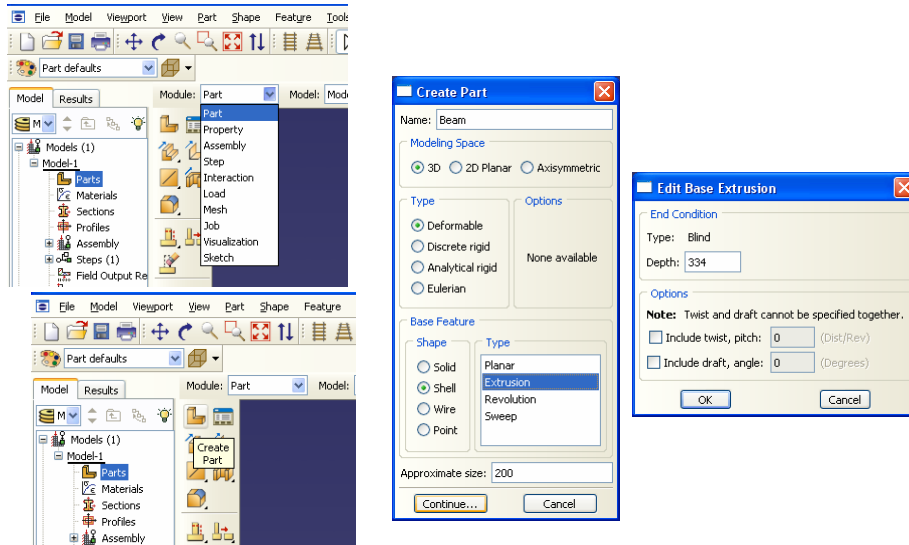 File Model Viewport View Part Shape Feature Tools
Part defaults
Model Results
Module: Part Model:
Part
Property
Assembly
Step
Interaction
Load
Mesh
Job
Visualization
Sketch
M
Models (1)
Model-1
Parts
Materials
Sections
Profiles
Assembly
Steps (1)
Field Output Re
File Model Viewport View Part Shape Feature
Part defaults
Model Results
Module: Part Model:
M
Create
Part
Models (1)
Model-1
Parts
Materials
Sections
Profiles
Assembly
Create Part
Name: Beam
Modeling Space
3D 2D Planar Axisymmetric
Type
Deformable
Discrete rigid
Analytical rigid
Eulerian
Options
None available
Base Feature
Shape
Solid
Shell
Wire
Point
Type
Planar
Extrusion
Revolution
Sweep
Approximate size: 200
Continue... Cancel
Edit Base Extrusion
End Condition
Type: Blind
Depth: 334
Options
Note: Twist and draft cannot be specified together.
Include twist, pitch: 0 (Dist/Rev)
Include draft, angle: 0 (Degrees)
OK Cancel